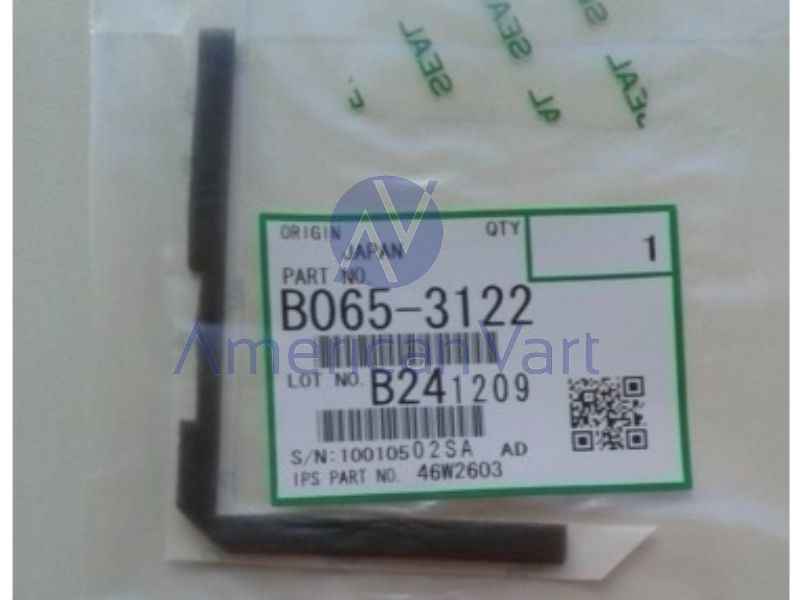 SEAL
SEAL
SEAL
ORIGIN
JAPAN
QTY
1
PART NO.
B065-3122
AmericanVart
LOT NO. B241209
S/N:10010502SA AD
IPS PART NO. 46W2603